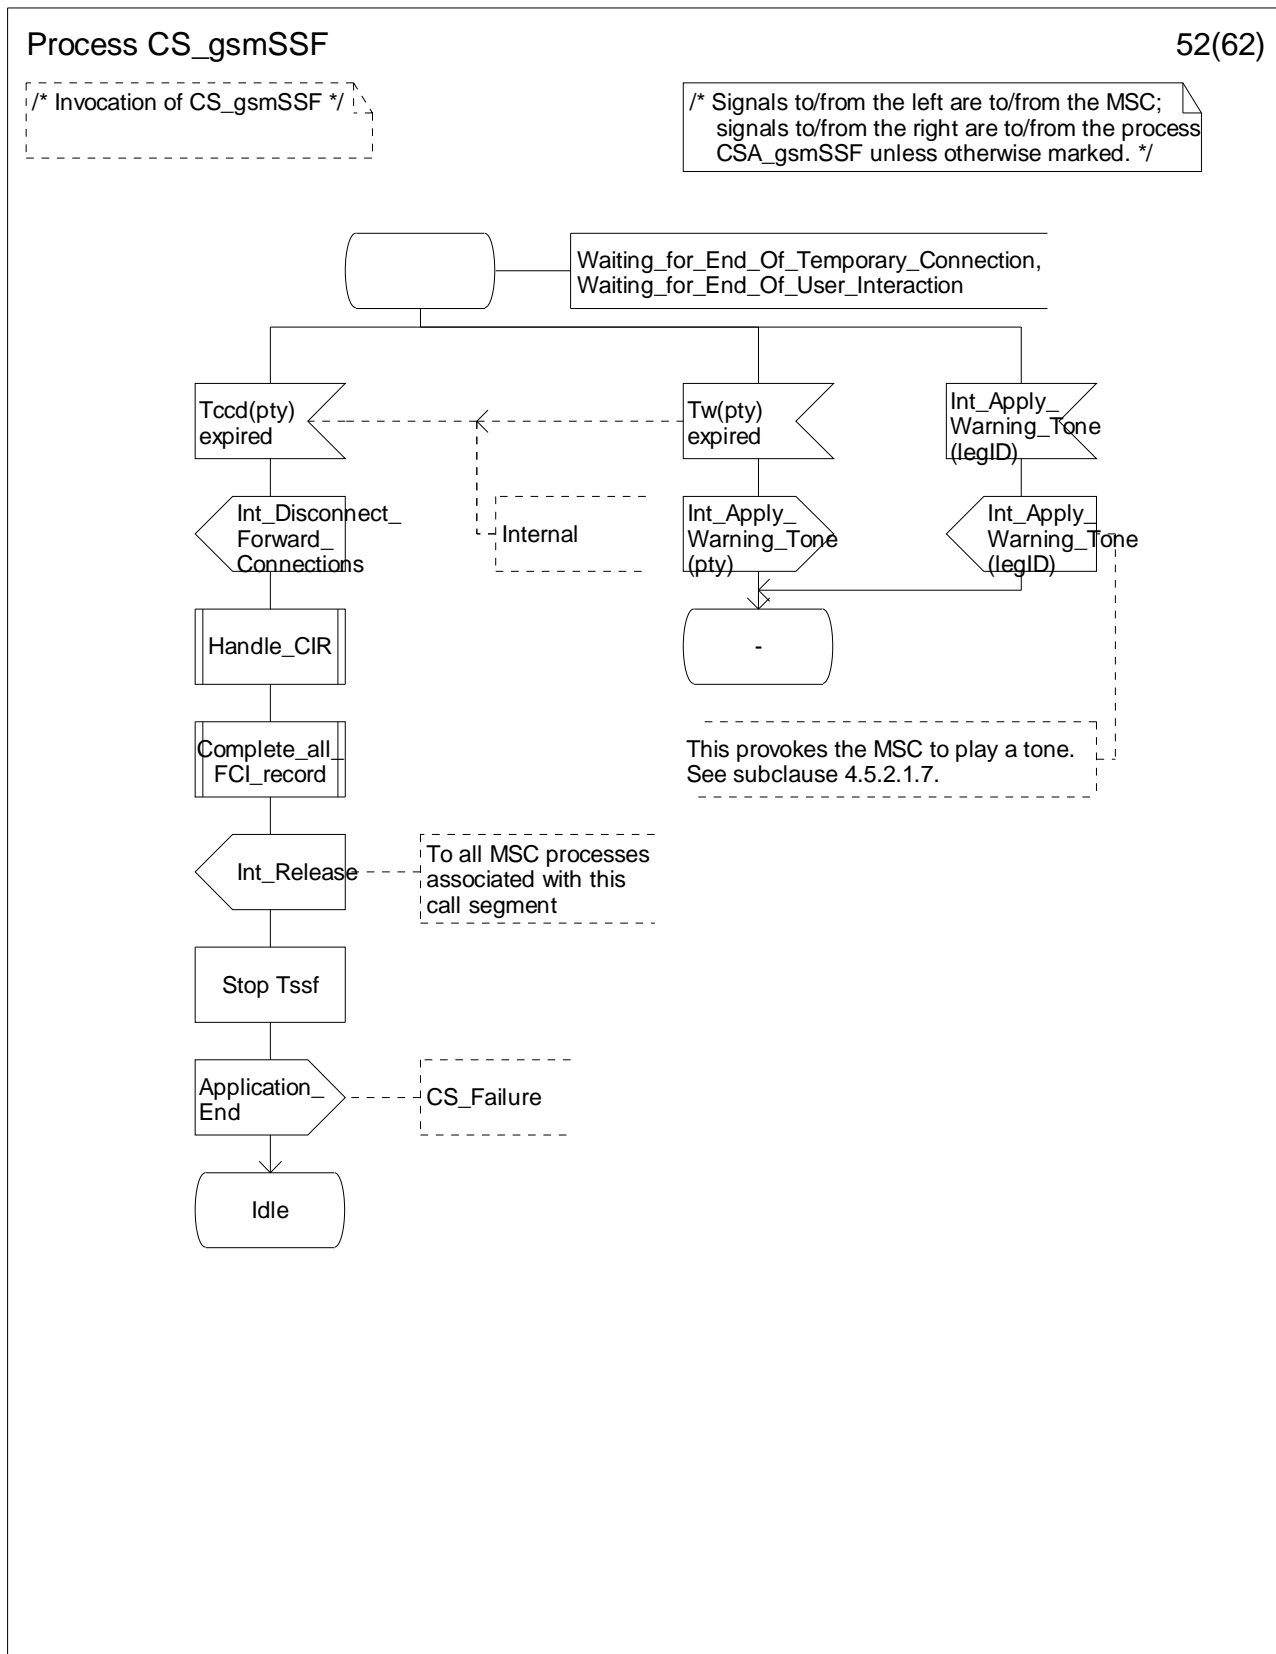 Process CS_gsmSSF
52(62)
/* Invocation of CS_gsmSSF */
/* Signals to/from the left are to/from the MSC;
signals to/from the right are to/from the process
CSA_gsmSSF unless otherwise marked. */
Waiting_for_End_Of_Temporary_Connection,
Waiting_for_End_Of_User_Interaction
Tccd(pty)
expired
Tw(pty)
expired
Int_Apply_
Warning_Tone
(legID)
Int_Disconnect_
Forward_
Connections
Internal
Int_Apply_
Warning_Tone
(pty)
Int_Apply_
Warning_Tone
(legID)
Handle_CIR
-
Complete_all_
FCI_record
This provokes the MSC to play a tone.
See subclause 4.5.2.1.7.
Int_Release
To all MSC processes
associated with this
call segment
Stop Tssf
Application_
End
CS_Failure
Idle